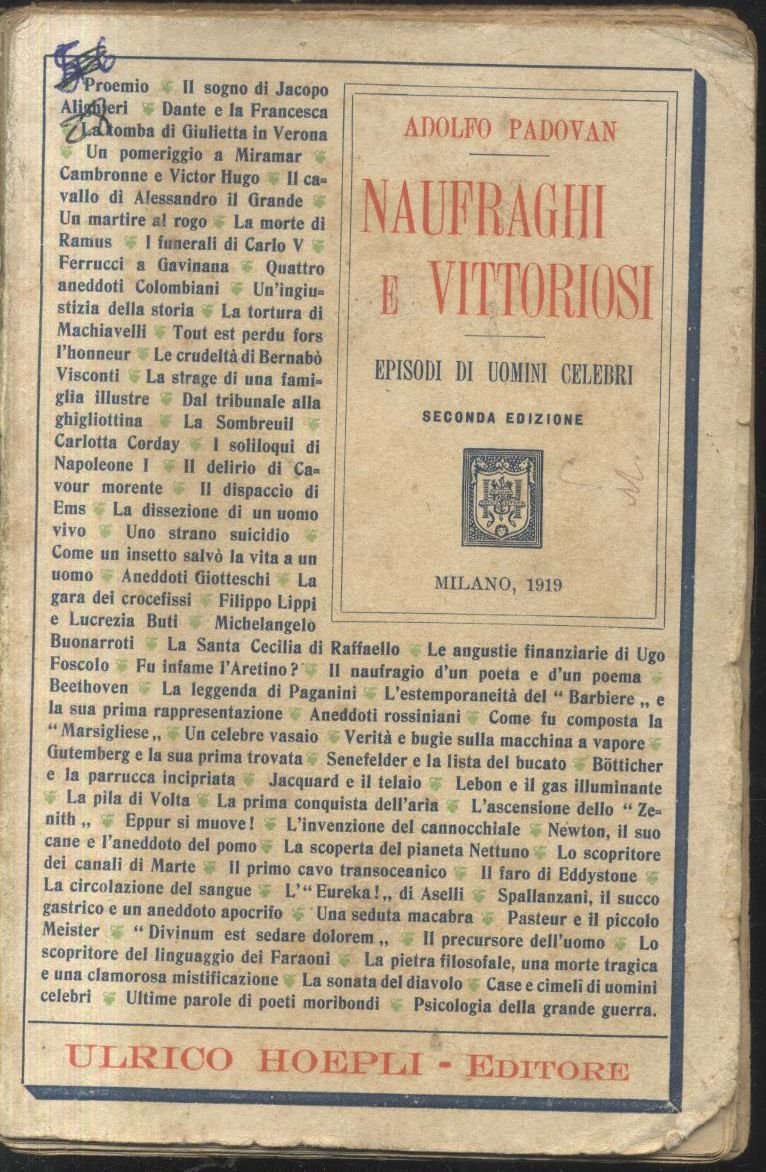 Proemio Il sogno di Jacopo
Alighieri Dante e la Francesca
La tomba di Giulietta in Verona
Un pomeriggio a Miramar
Cambronne e Victor Hugo Il ca=
vallo di Alessandro il Grande
Un martire al rogo La morte di
Ramus I funerali di Carlo V
Ferrucci a Gavinana Quattro
aneddoti Colombiani Un'ingiu=
stizia della storia La tortura di
Machiavelli Tout est perdu fors
l'honneur Le crudeltà di Bernabò
Visconti La strage di una fami=
glia illustre Dal tribunale alla
ghigliottina La Sombreuil
Carlotta Corday I soliloqui di
Napoleone I Il delirio di Ca=
vour morente Il dispaccio di
Ems La dissezione di un uomo
vivo Uno strano suicidio
Come un insetto salvò la vita a un
uomo Aneddoti Giotteschi La
gara dei crocefissi Filippo Lippi
e Lucrezia Buti Michelangelo
Buonarroti La Santa Cecilia di Raffaello Le angustie finanziarie di Ugo
Foscolo Fu infame l'Aretino? Il naufragio d'un poeta e d'un poema
Beethoven La leggenda di Paganini L'estemporaneità del "Barbiere„ e
la sua prima rappresentazione Aneddoti rossiniani Come fu composta la
"Marsigliese„ Un celebre vasaio Verità e bugie sulla macchina a vapore
Gutemberg e la sua prima trovata Senefelder e la lista del bucato Bötticher
e la parrucca incipriata Jacquard e il telaio Lebon e il gas illuminante
La pila di Volta La prima conquista dell'aria L'ascensione dello "Ze=
nith„ Eppur si muove! L'invenzione del cannocchiale Newton, il suo
cane e l'aneddoto del pomo La scoperta del pianeta Nettuno Lo scopritore
dei canali di Marte Il primo cavo transoceanico Il faro di Eddystone
La circolazione del sangue L'"Eureka!„ di Aselli Spallanzani, il succo
gastrico e un aneddoto apocrifo Una seduta macabra Pasteur e il piccolo
Meister "Divinum est sedare dolorem„ Il precursore dell'uomo Lo
scopritore del linguaggio dei Faraoni La pietra filosofale, una morte tragica
e una clamorosa mistificazione La sonata del diavolo Case e cimelî di uomini
celebri Ultime parole di poeti moribondi Psicologia della grande guerra.
ADOLFO PADOVAN
NAUFRAGHI
E VITTORIOSI
EPISODI DI UOMINI CELEBRI
SECONDA EDIZIONE
MILANO, 1919
ULRICO HOEPLI - EDITORE